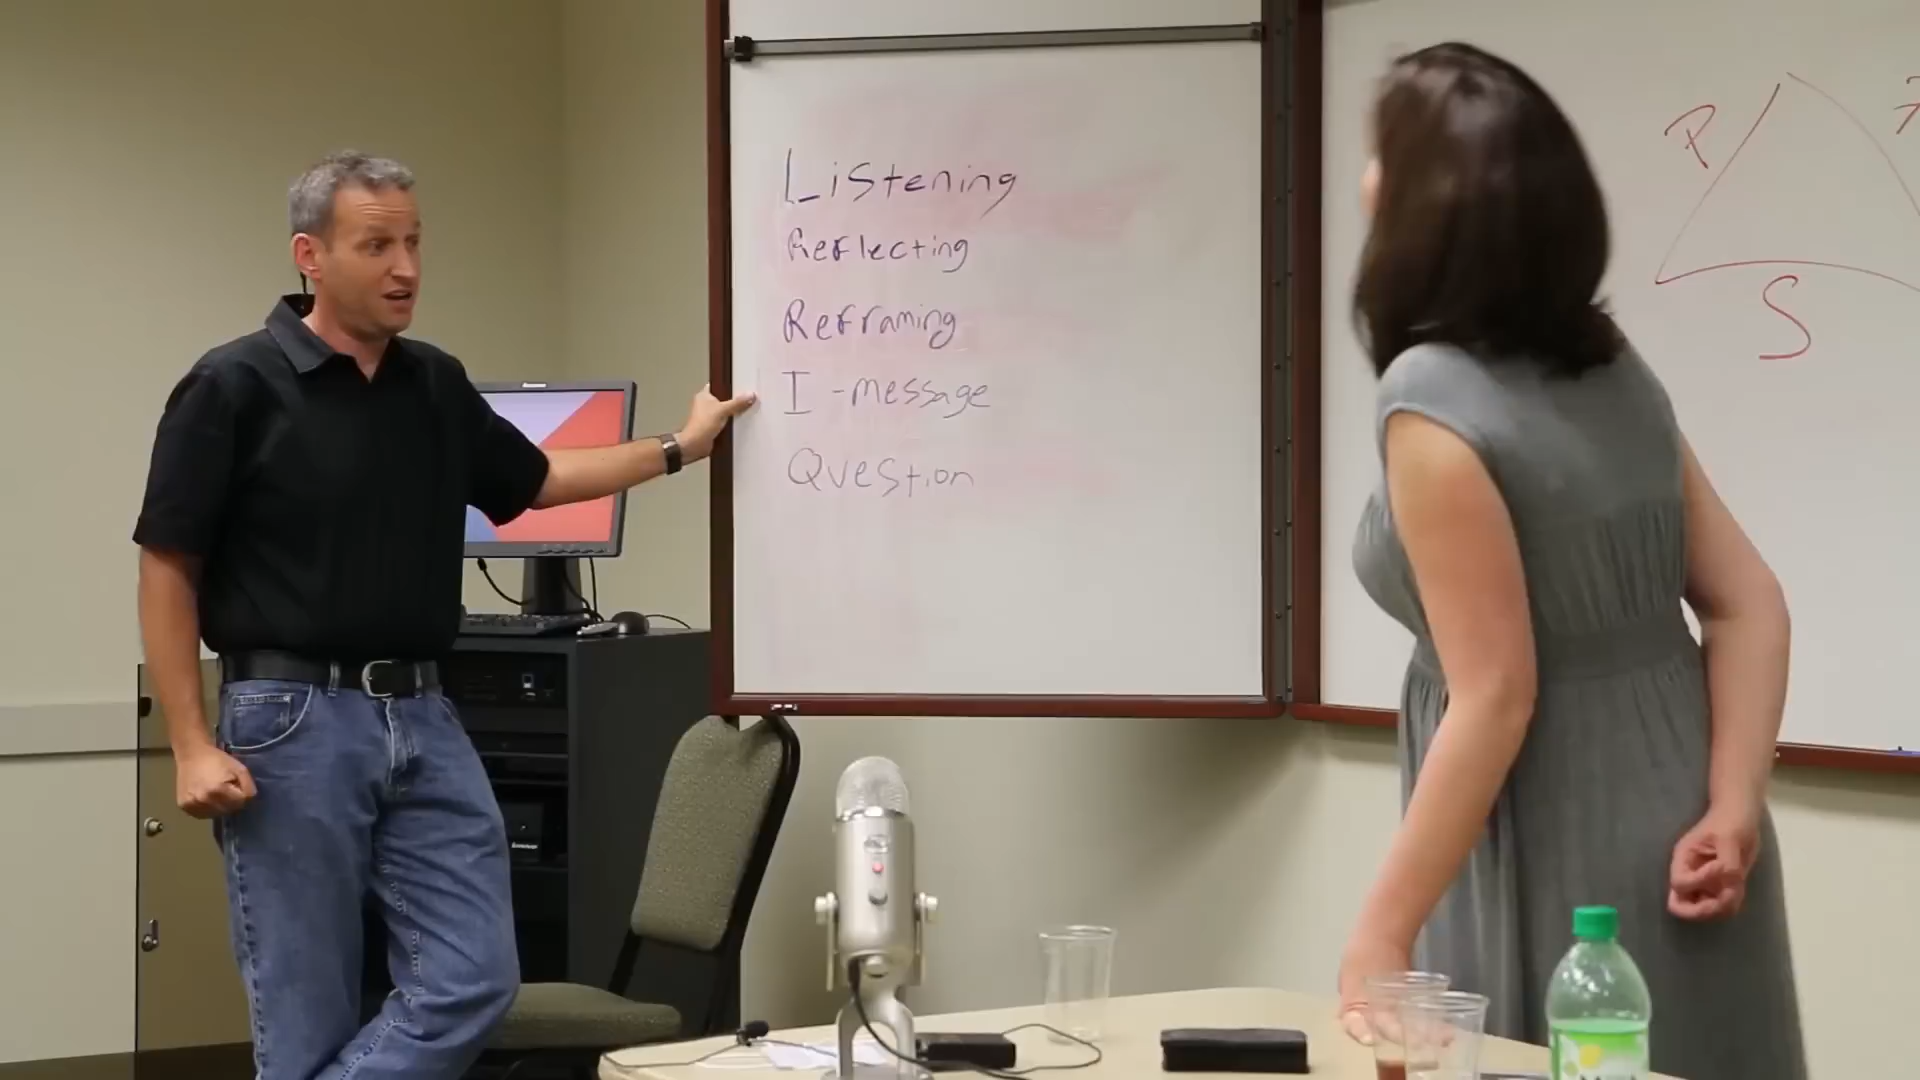 Listening
Reflecting
Reframing
I-message
Question
P
S